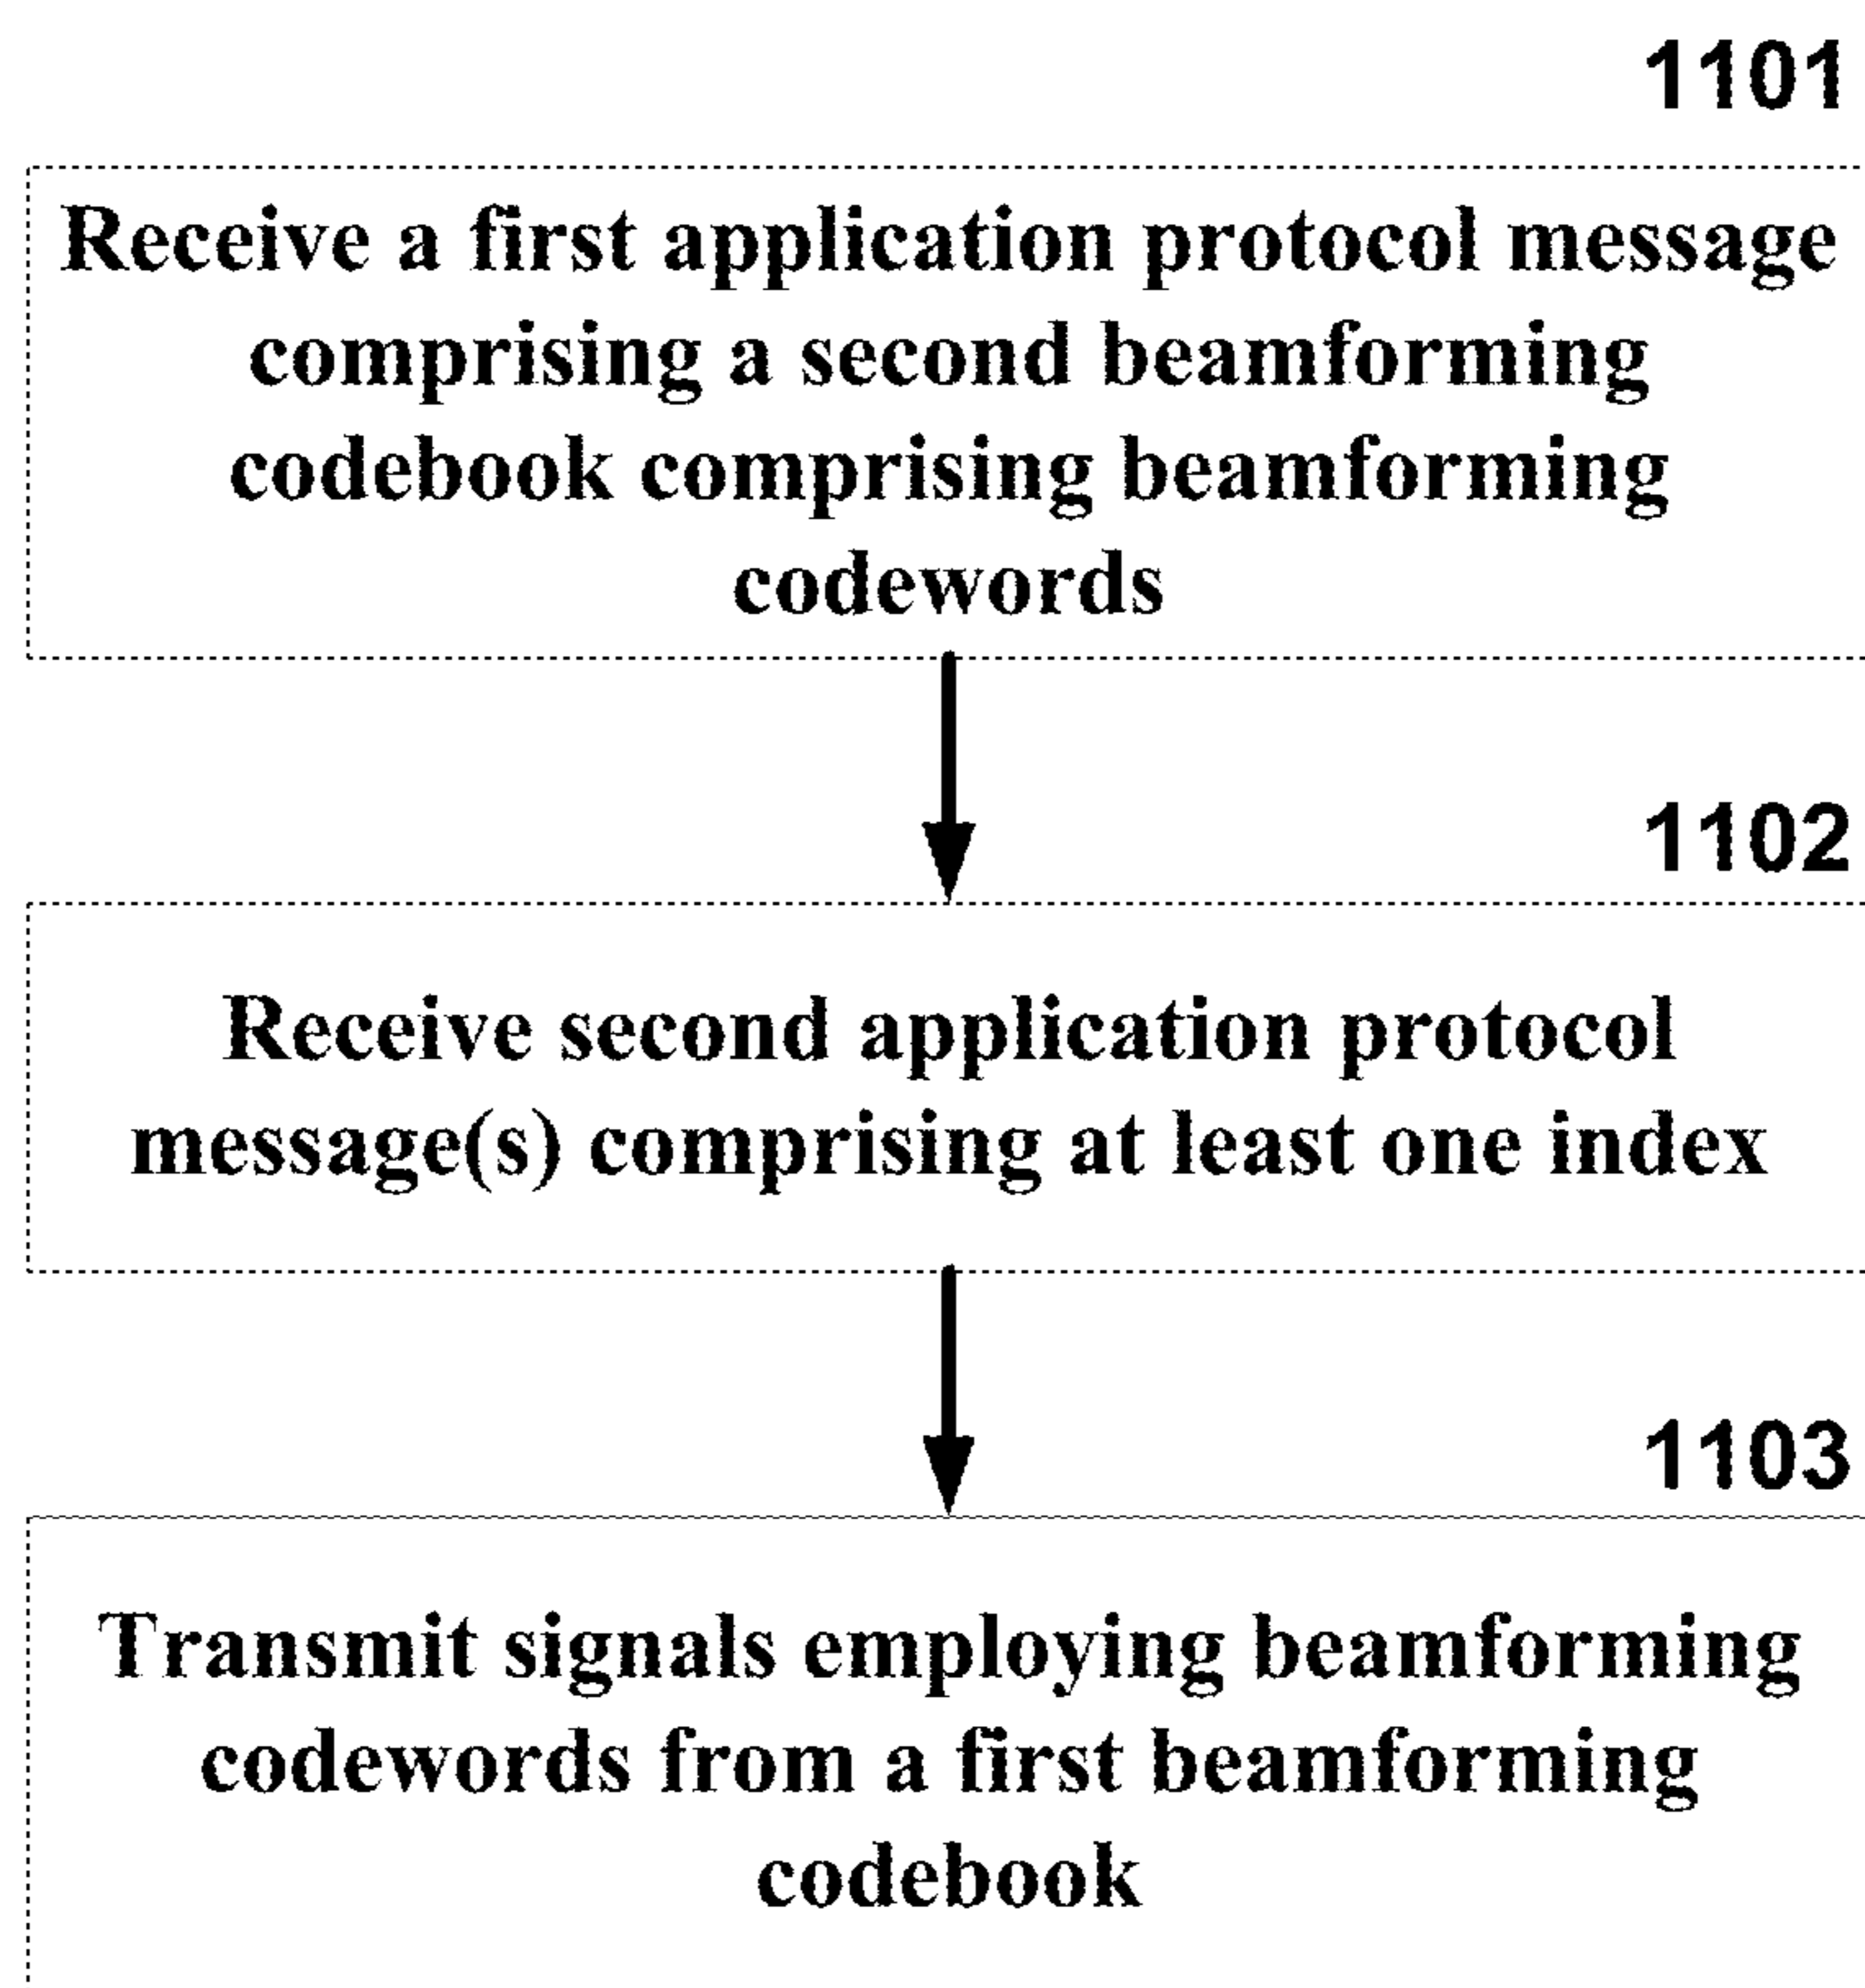 1101
Receive a first application protocol message
comprising a second beamforming
codebook comprising beamforming
codewords
1102
Receive second application protocol
message(s) comprising at least one index
1103
Transmit signals employing beamforming
codewords from a first beamforming
codebook